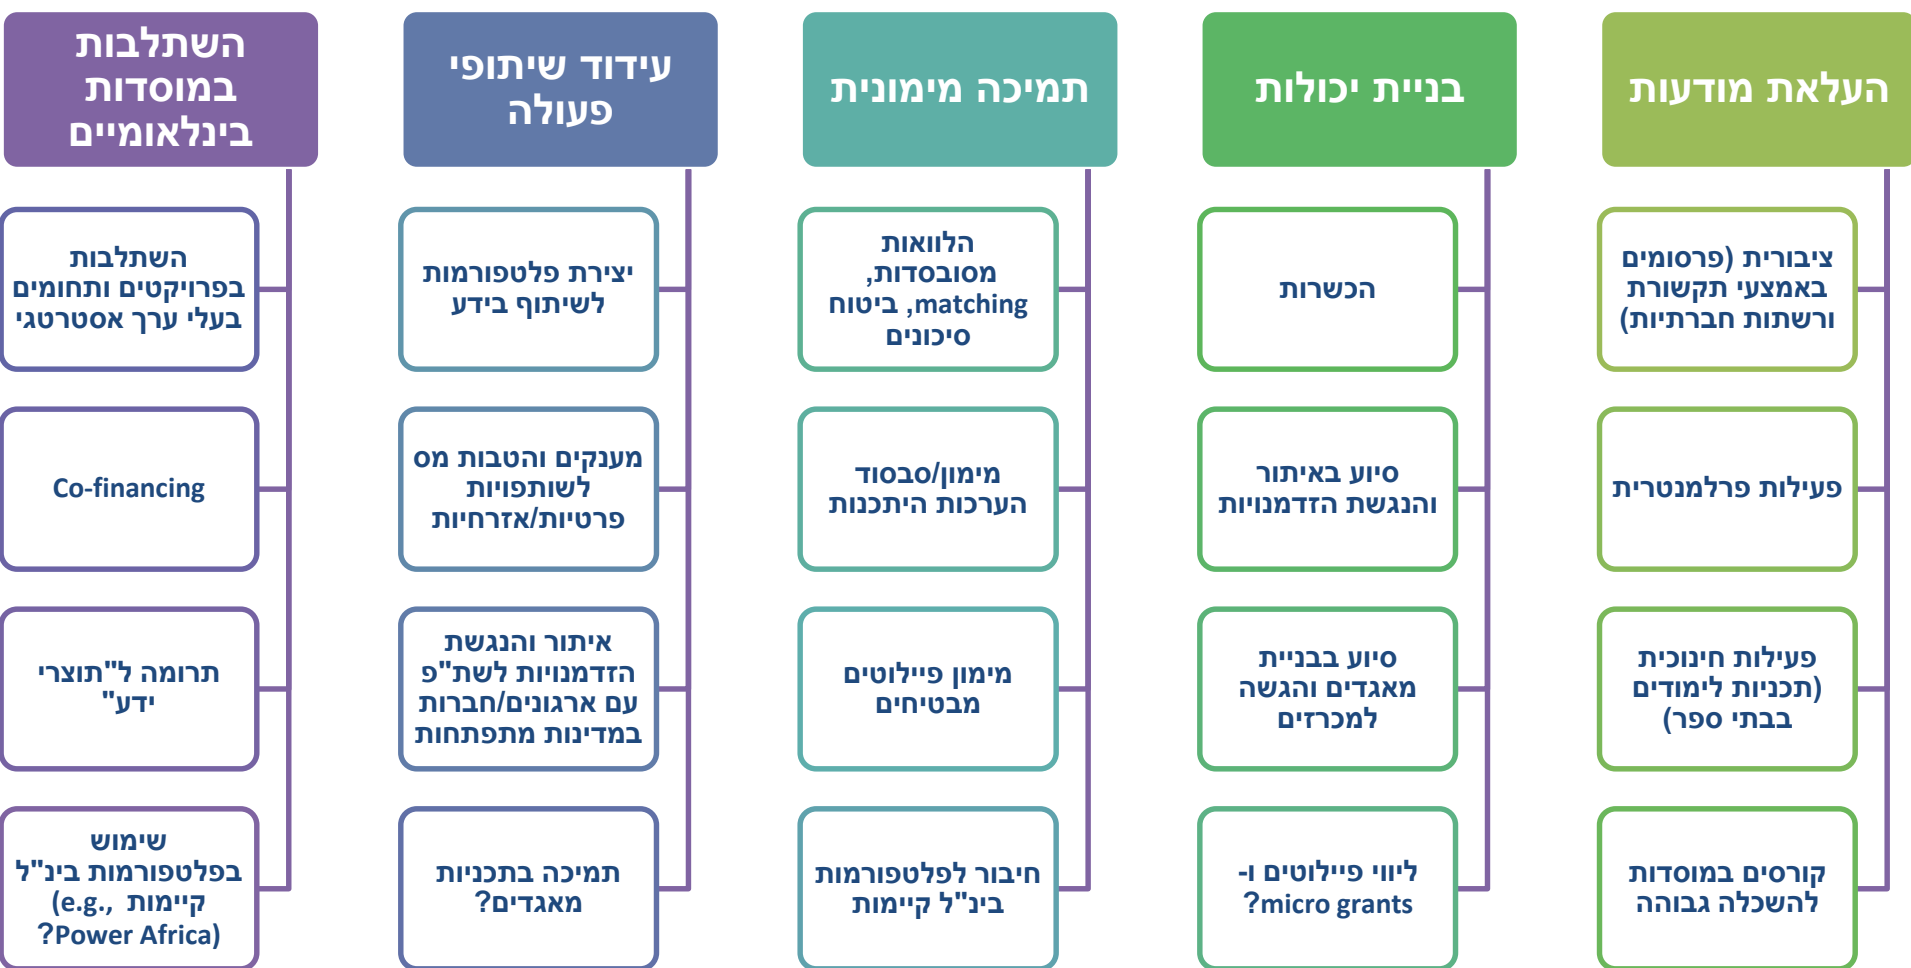 העלאת מודעות
ציבורית (פרסומים
באמצעי תקשורת
ורשתות חברתיות)
פעילות פרלמנטרית
פעילות חינוכית
(תכניות לימודים
בבתי ספר)
קורסים במוסדות
להשכלה גבוהה
בניית יכולות
הכשרות
סיוע באיתור
והנגשת הזדמנויות
סיוע בבניית
מאגדים והגשה
למכרזים
ליווי פיילוטים ו-
micro grants?
תמיכה מימונית
הלוואות
מסובסדות,
matching, ביטוח
סיכונים
מימון/סבסוד
הערכות היתכנות
מימון פיילוטים
מבטיחים
חיבור לפלטפורמות
בינ"ל קיימות
עידוד שיתופי
פעולה
יצירת פלטפורמות
לשיתוף בידע
מענקים והטבות מס
לשותפויות
פרטיות/אזרחיות
איתור והנגשת
הזדמנויות לשת"פ
עם ארגונים/חברות
במדינות מתפתחות
תמיכה בתכניות
מאגדים?
השתלבות
במוסדות
בינלאומיים
השתלבות
בפרויקטים ותחומים
בעלי ערך אסטרטגי
Co-financing
תרומה ל"תוצרי
ידע"
שימוש
בפלטפורמות בינ"ל
קיימות (e.g.,
Power Africa)?